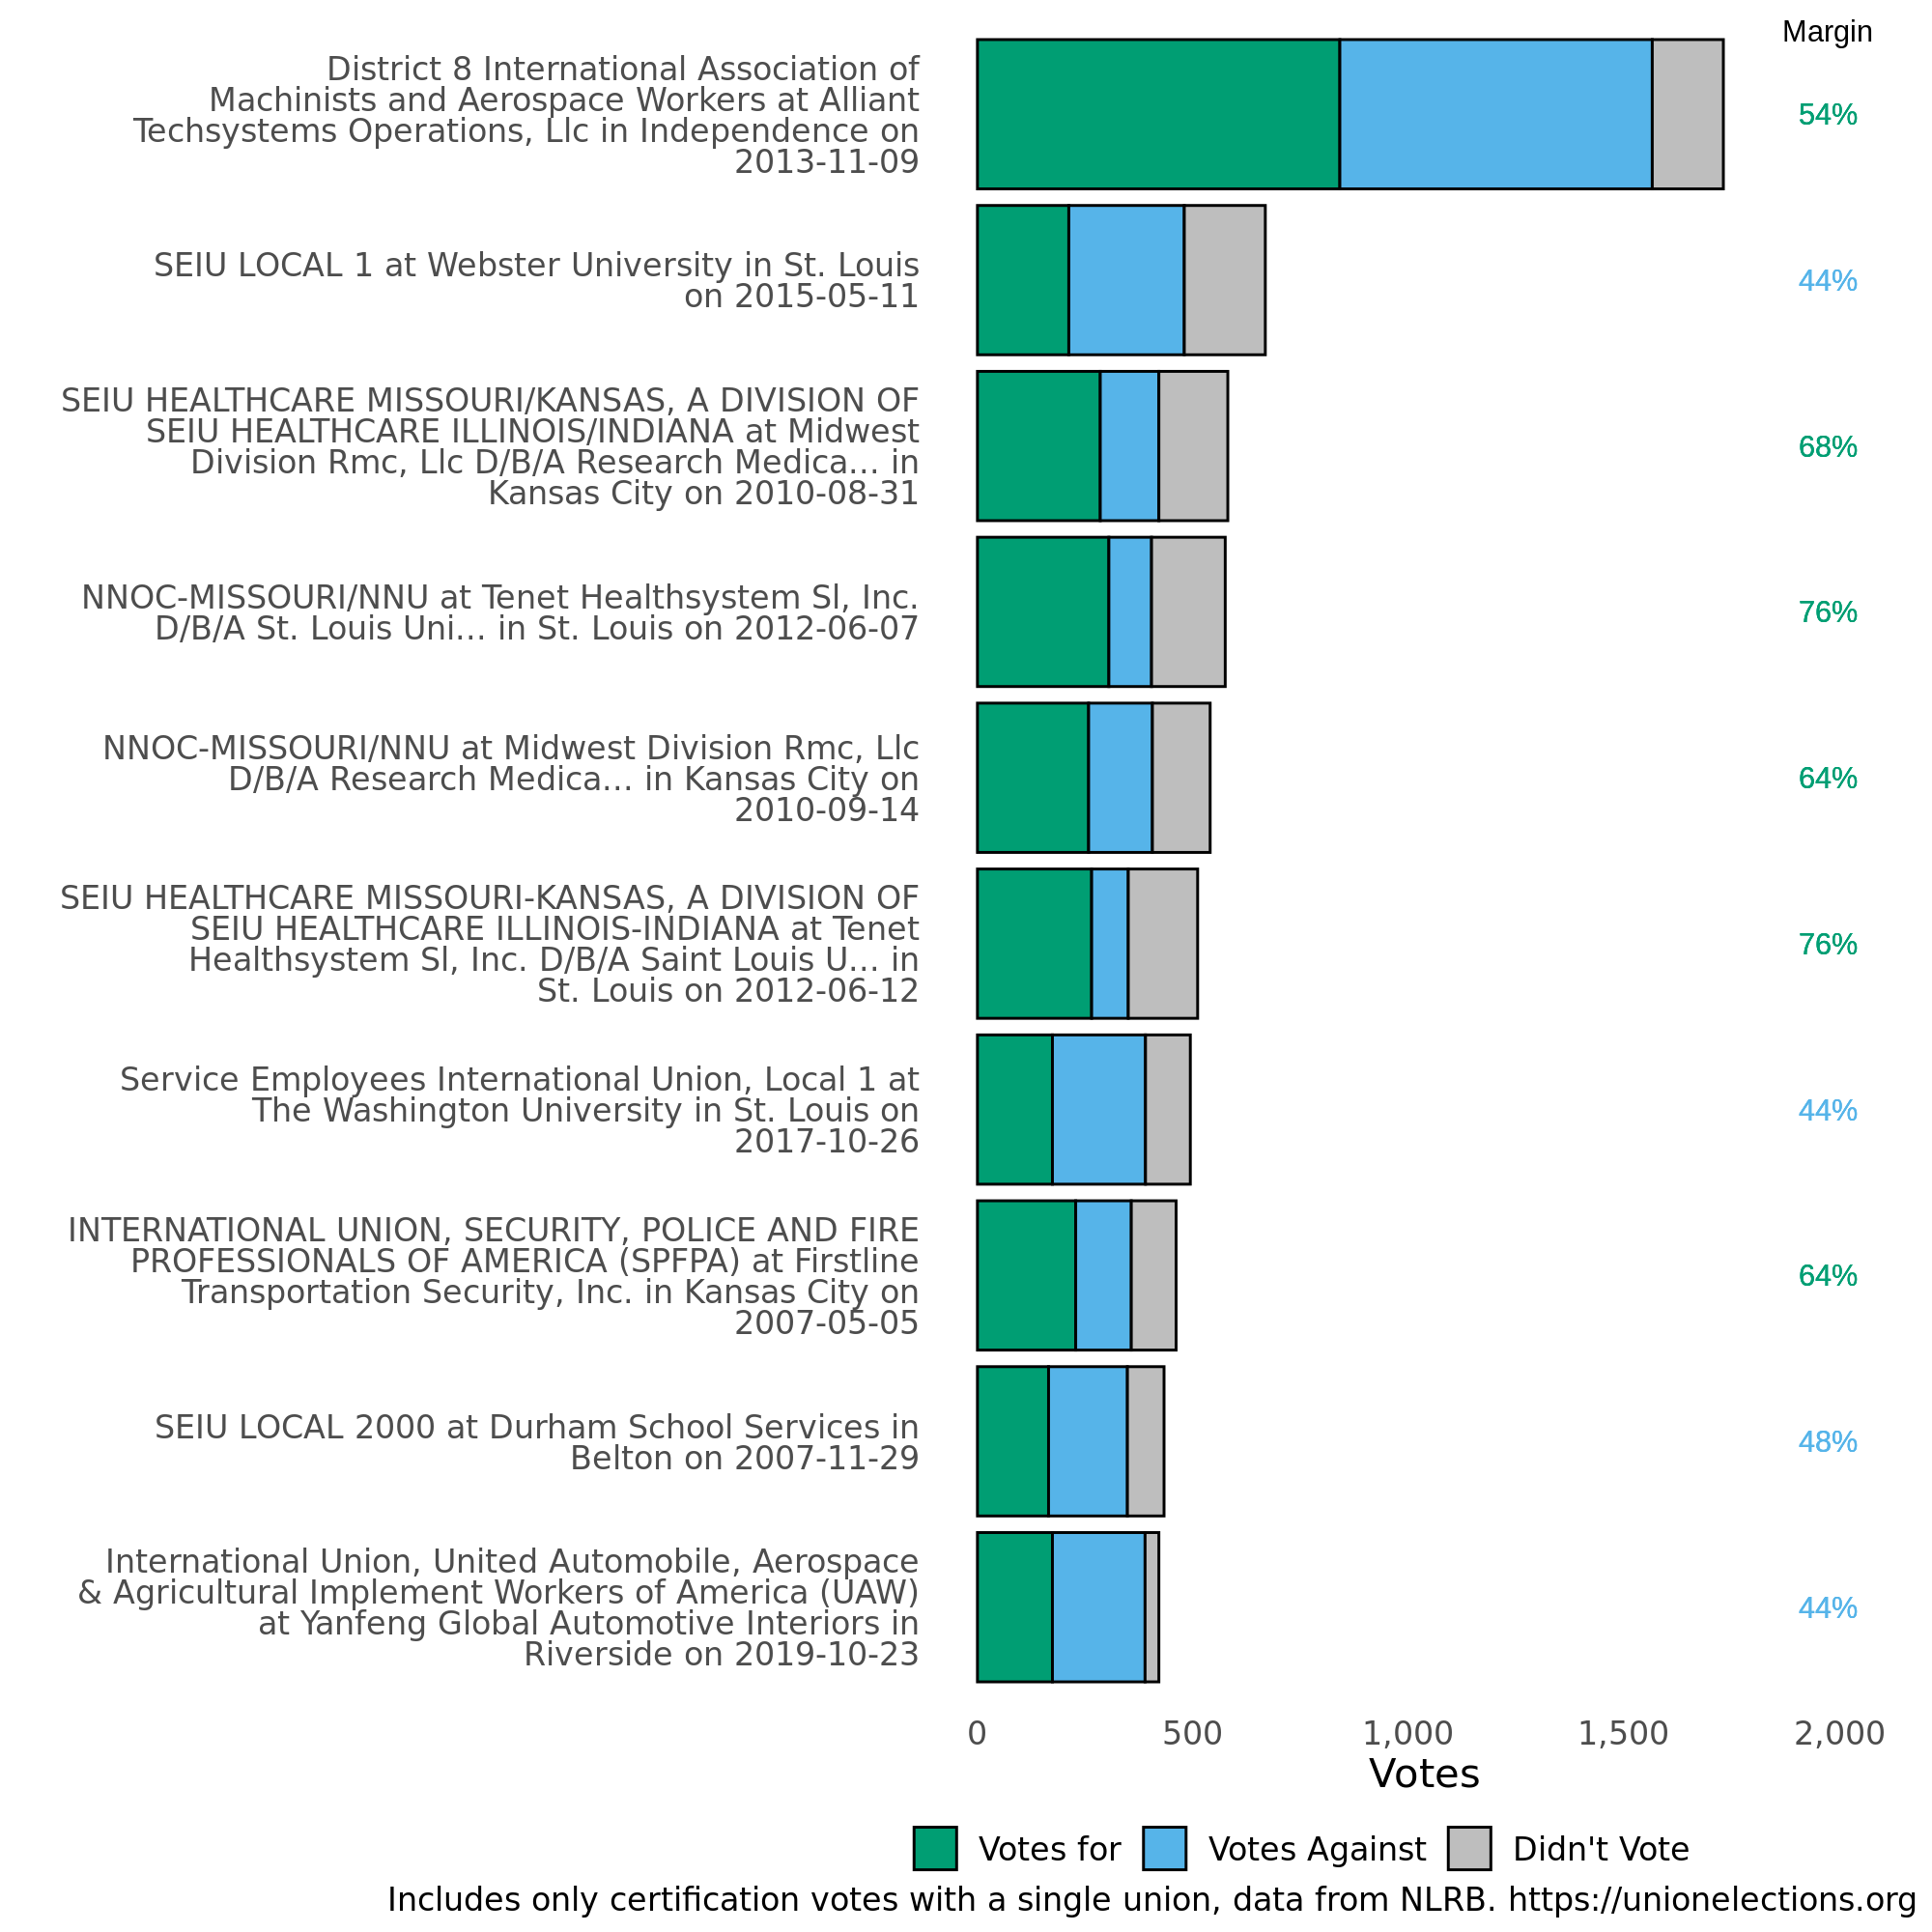 Margin
District 8 International Association of
Machinists and Aerospace Workers at Alliant
Techsystems Operations, Llc in Independence on
2013-11-09
54%
SEIU LOCAL 1 at Webster University in St. Louis
on 2015-05-11
44%
SEIU HEALTHCARE MISSOURI/KANSAS, A DIVISION OF
SEIU HEALTHCARE ILLINOIS/INDIANA at Midwest
Division Rmc, Llc D/B/A Research Medica... in
Kansas City on 2010-08-31
68%
NNOC-MISSOURI/NNU at Tenet Healthsystem Sl, Inc.
D/B/A St. Louis Uni... in St. Louis on 2012-06-07
76%
NNOC-MISSOURI/NNU at Midwest Division Rmc, Llc
D/B/A Research Medica... in Kansas City on
2010-09-14
64%
SEIU HEALTHCARE MISSOURI-KANSAS, A DIVISION OF
SEIU HEALTHCARE ILLINOIS-INDIANA at Tenet
Healthsystem Sl, Inc. D/B/A Saint Louis U... in
St. Louis on 2012-06-12
76%
Service Employees International Union, Local 1 at
The Washington University in St. Louis on
2017-10-26
44%
INTERNATIONAL UNION, SECURITY, POLICE AND FIRE
PROFESSIONALS OF AMERICA (SPFPA) at Firstline
Transportation Security, Inc. in Kansas City on
2007-05-05
64%
SEIU LOCAL 2000 at Durham School Services in
Belton on 2007-11-29
48%
International Union, United Automobile, Aerospace
& Agricultural Implement Workers of America (UAW)
at Yanfeng Global Automotive Interiors in
Riverside on 2019-10-23
44%
0 500 1,000 1,500 2,000
Votes
Votes for Votes Against Didn't Vote
Includes only certification votes with a single union, data from NLRB. https://unionelections.org